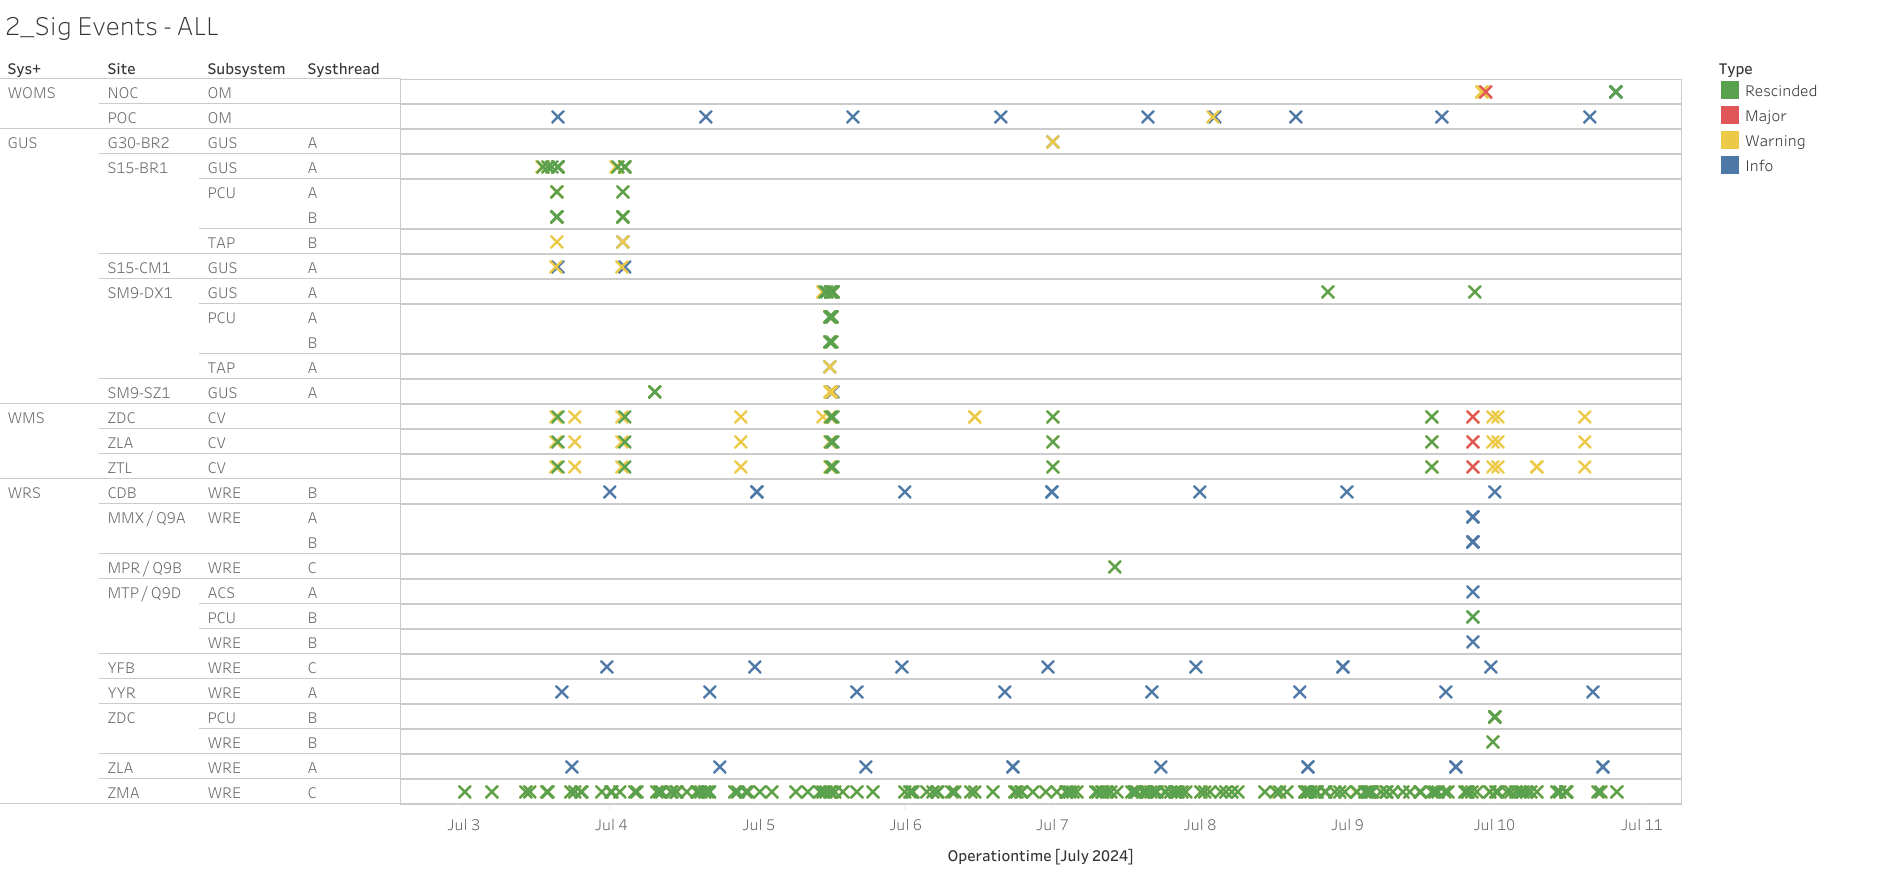 2_Sig Events - ALL
Sys+ Site Subsystem Systhread
Type
WOMS NOC OM
Rescinded
POC OM
Major
GUS G30-BR2 GUS A
Warning
S15-BR1 GUS A
Info
PCU A
B
TAP B
S15-CM1 GUS A
SM9-DX1 GUS A
PCU A
B
TAP A
SM9-SZ1 GUS A
WMS ZDC CV
ZLA CV
ZTL CV
WRS CDB WRE B
MMX / Q9A WRE A
B
MPR / Q9B WRE C
MTP / Q9D ACS A
PCU B
WRE B
YFB WRE C
YYR WRE A
ZDC PCU B
WRE B
ZLA WRE A
ZMA WRE C
Jul 3 Jul 4 Jul 5 Jul 6 Jul 7 Jul 8 Jul 9 Jul 10 Jul 11
Operationtime [July 2024]